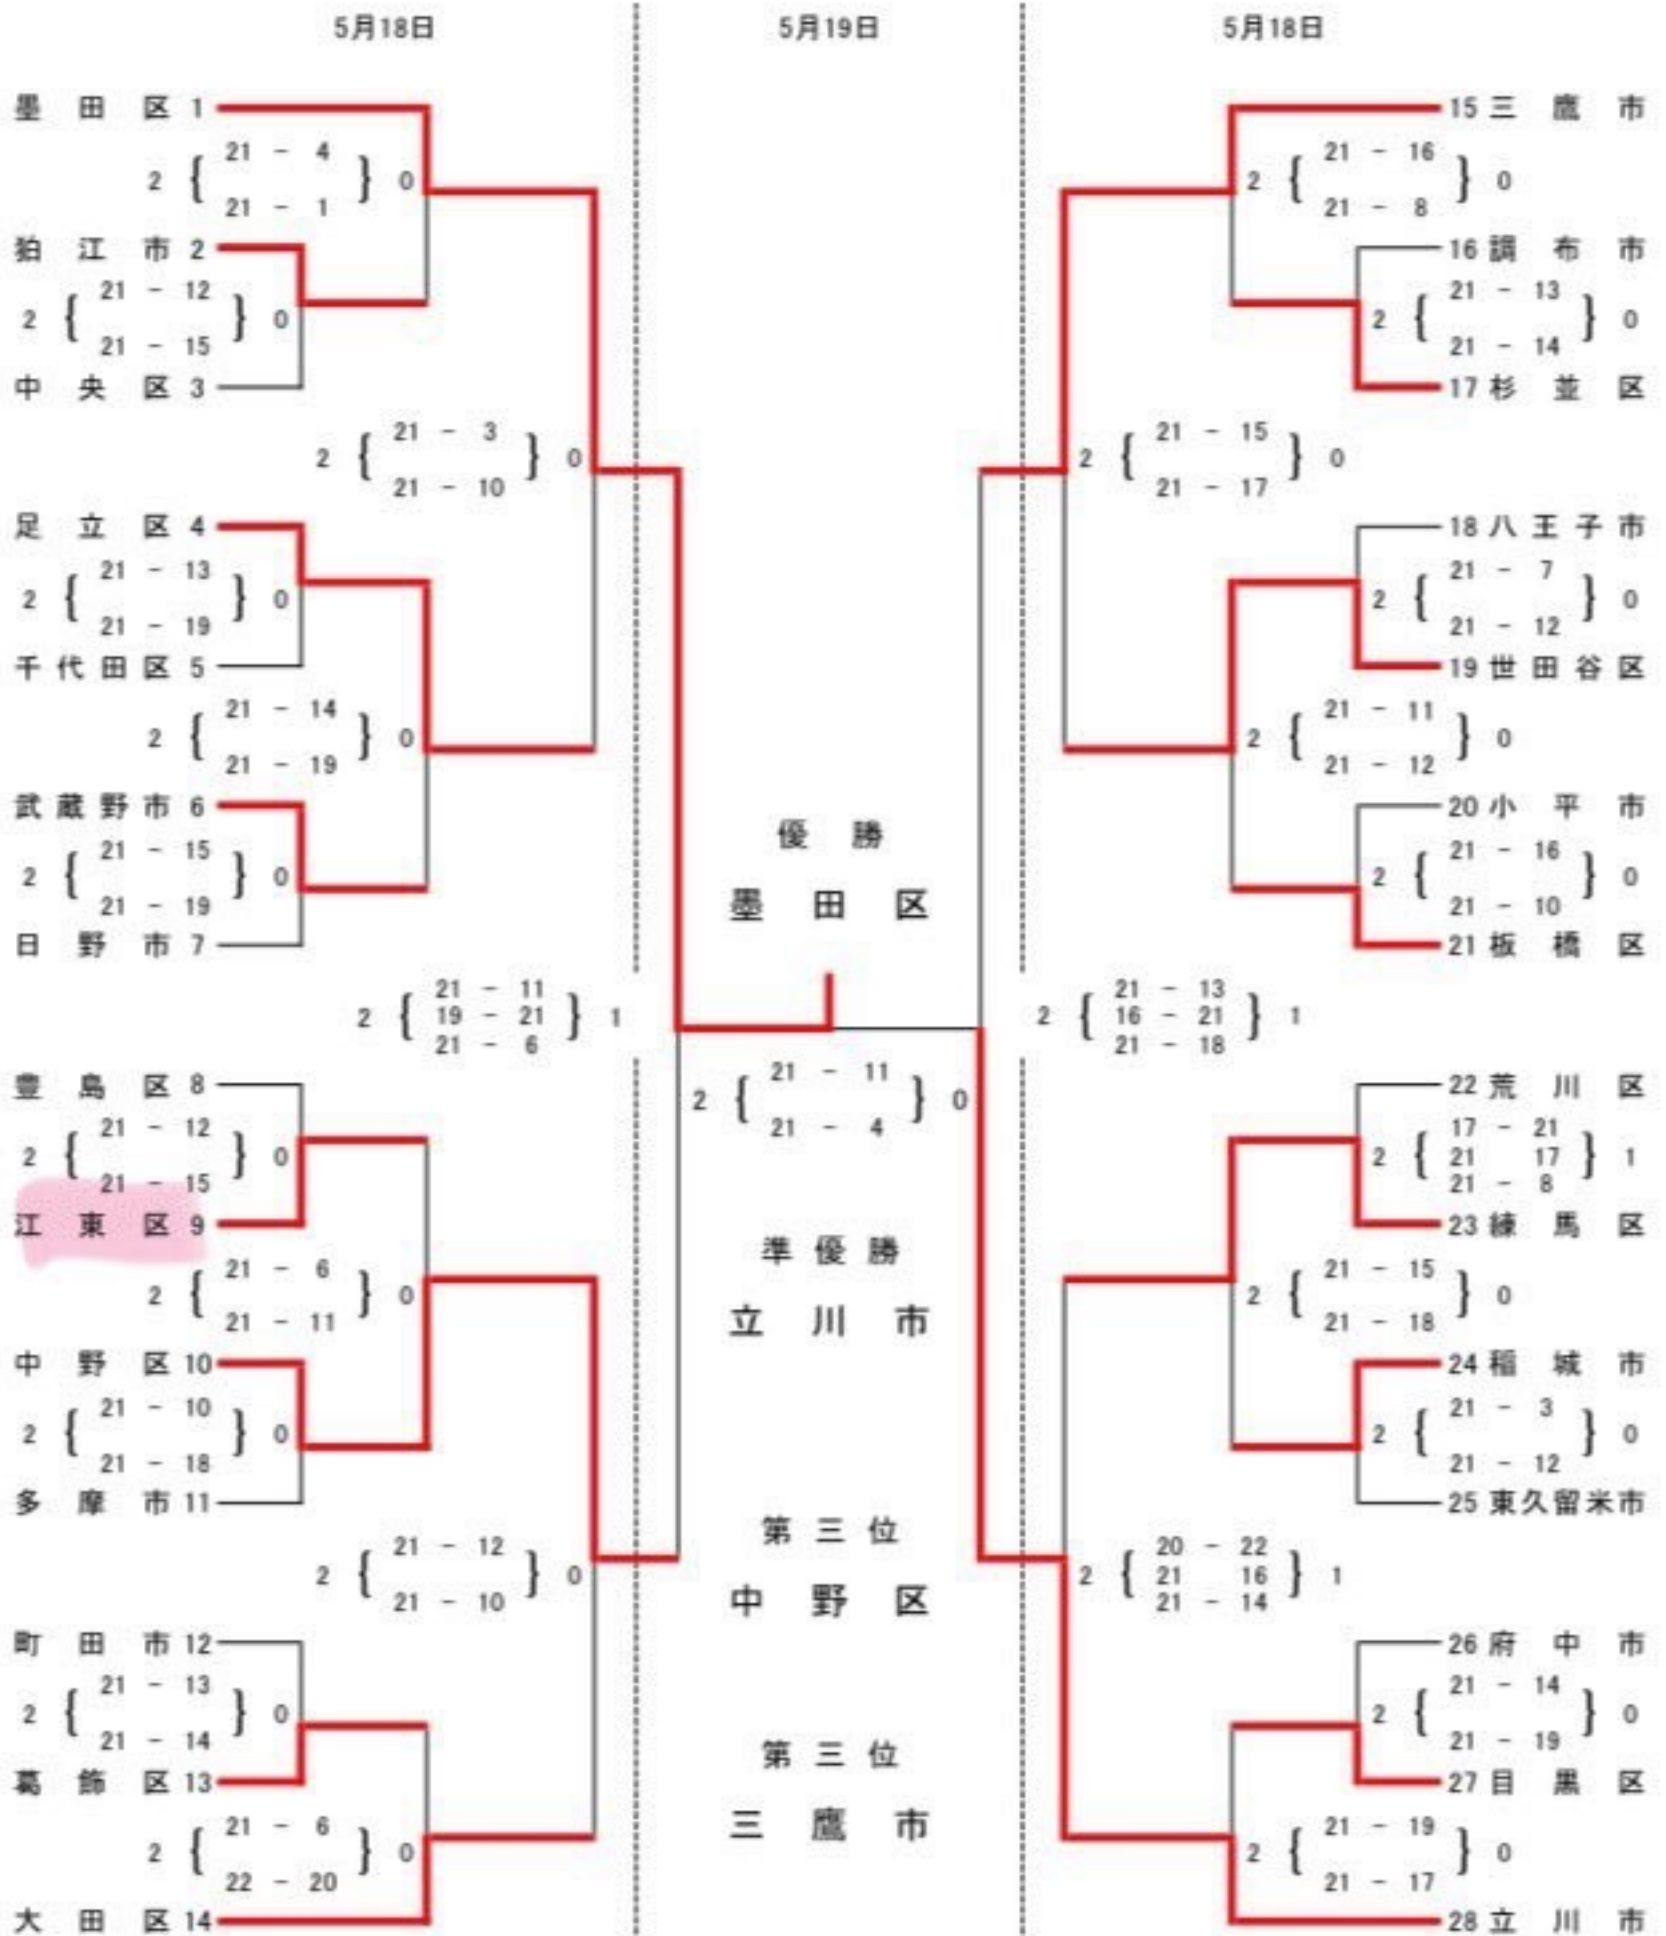 5月18日
5月19日
5月18日
墨田区 1
2 { 21 - 4 } 0
21 - 1
狛江市 2
2 { 21 - 12 } 0
21 - 15
中央区 3
2 { 21 - 3 } 0
21 - 10
足立区 4
2 { 21 - 13 } 0
21 - 19
千代田区 5
2 { 21 - 14 } 0
21 - 19
武蔵野市 6
2 { 21 - 15 } 0
21 - 19
日野市 7
2 { 21 - 11 } 1
19 - 21
21 - 6
豊島区 8
2 { 21 - 12 } 0
21 - 15
江東区 9
2 { 21 - 6 } 0
21 - 11
中野区 10
2 { 21 - 10 } 0
21 - 18
多摩市 11
2 { 21 - 12 } 0
21 - 10
町田市 12
2 { 21 - 13 } 0
21 - 14
葛飾区 13
2 { 21 - 6 } 0
22 - 20
大田区 14
優勝
墨田区
2 { 21 - 11 } 0
21 - 4
準優勝
立川市
第三位
中野区
第三位
三鷹市
15 三鷹市
2 { 21 - 16 } 0
21 - 8
16 調布市
2 { 21 - 13 } 0
21 - 14
17 杉並区
2 { 21 - 15 } 0
21 - 17
18 八王子市
2 { 21 - 7 } 0
21 - 12
19 世田谷区
2 { 21 - 11 } 0
21 - 12
20 小平市
2 { 21 - 16 } 0
21 - 10
21 板橋区
2 { 21 - 13 } 1
16 - 21
21 - 18
22 荒川区
2 { 17 - 21 } 1
21 17
21 - 8
23 練馬区
2 { 21 - 15 } 0
21 - 18
24 稲城市
2 { 21 - 3 } 0
21 - 12
25 東久留米市
2 { 20 - 22 } 1
21 16
21 - 14
26 府中市
2 { 21 - 14 } 0
21 - 19
27 目黒区
2 { 21 - 19 } 0
21 - 17
28 立川市